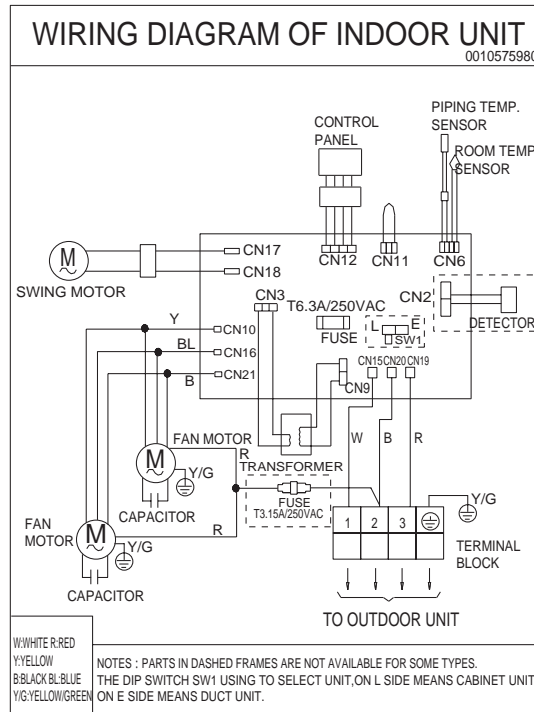 WIRING DIAGRAM OF INDOOR UNIT
0010575980
PIPING TEMP.
SENSOR
CONTROL
PANEL
ROOM TEMP.
SENSOR
CN17
CN18
CN12
CN11
CN6
M
SWING MOTOR
CN3
CN2
T6.3A/250VAC
FUSE
L
E
SW1
DETECTOR
Y
CN10
BL
CN16
B
CN21
CN15
CN20
CN19
CN9
W
B
R
FAN MOTOR
R
M
Y/G
TRANSFORMER
FUSE
T3.15A/250VAC
CAPACITOR
Y/G
1
2
3
FAN
MOTOR
M
Y/G
R
TERMINAL
BLOCK
CAPACITOR
TO OUTDOOR UNIT
W:WHITE R:RED
Y:YELLOW
B:BLACK BL:BLUE
Y/G:YELLOW/GREEN
NOTES : PARTS IN DASHED FRAMES ARE NOT AVAILABLE FOR SOME TYPES.
THE DIP SWITCH SW1 USING TO SELECT UNIT,ON L SIDE MEANS CABINET UNIT
ON E SIDE MEANS DUCT UNIT.